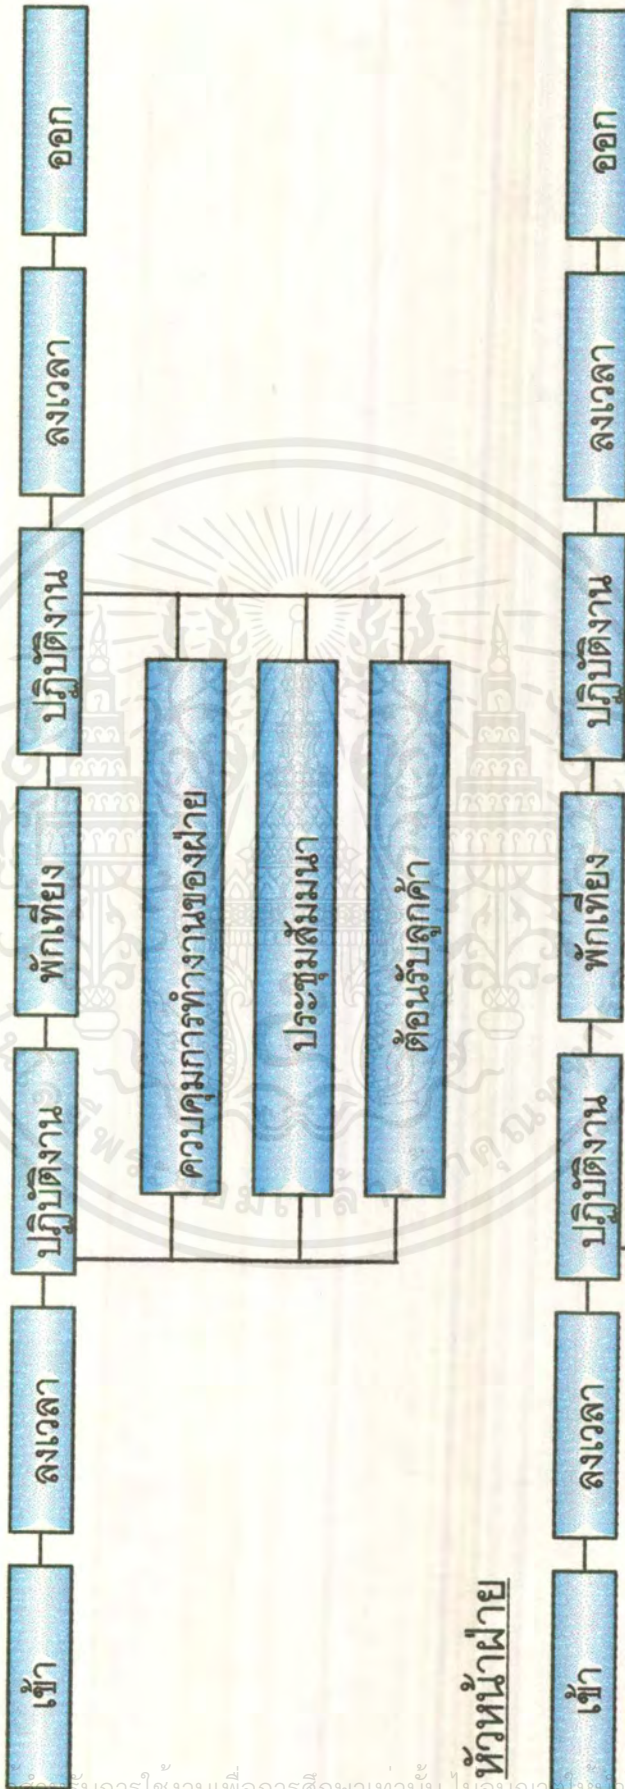 เข้า ลงเวลา ปฏิบัติงาน พักเที่ยง ปฏิบัติงาน ลงเวลา ออก
ควบคุมการทำงานของฝ่าย
ประชุมสัมมนา
ต้อนรับลูกค้า
หัวหน้าฝ่าย
เข้า ลงเวลา ปฏิบัติงาน พักเที่ยง ปฏิบัติงาน ลงเวลา ออก